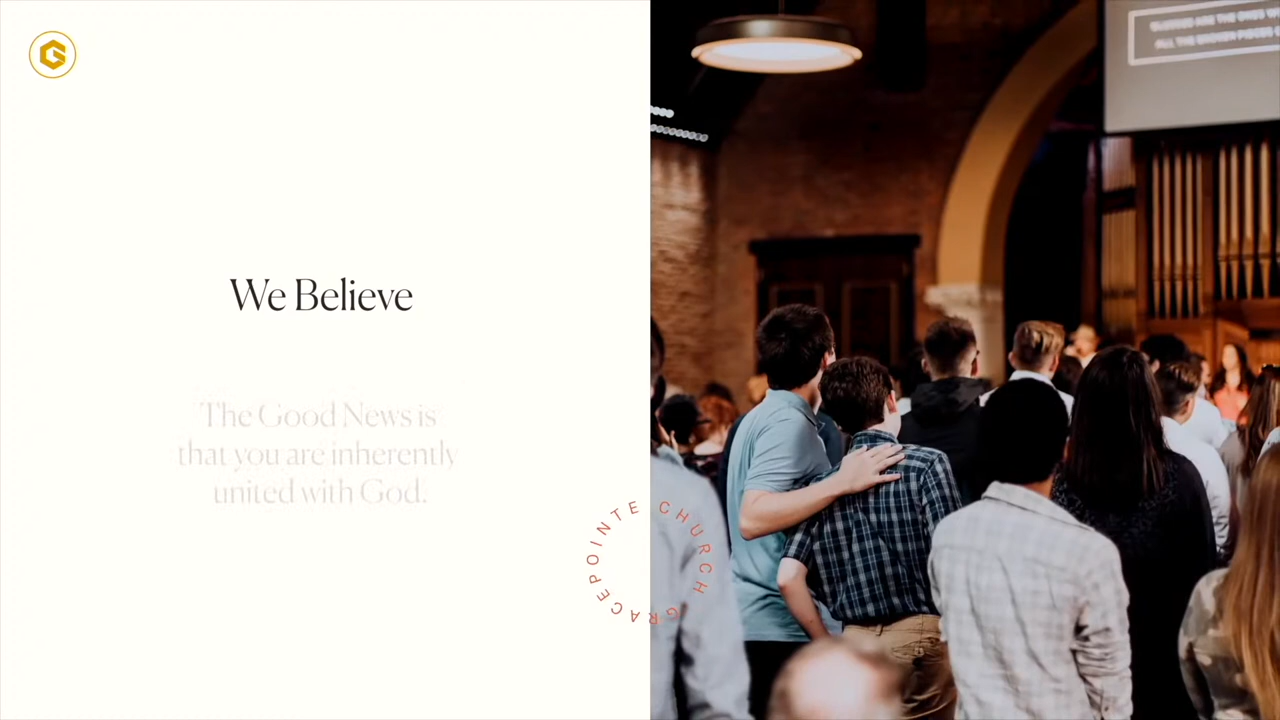 We Believe
The Good News is
that you are inherently
united with God.
GRACEPOINTE CHURCH